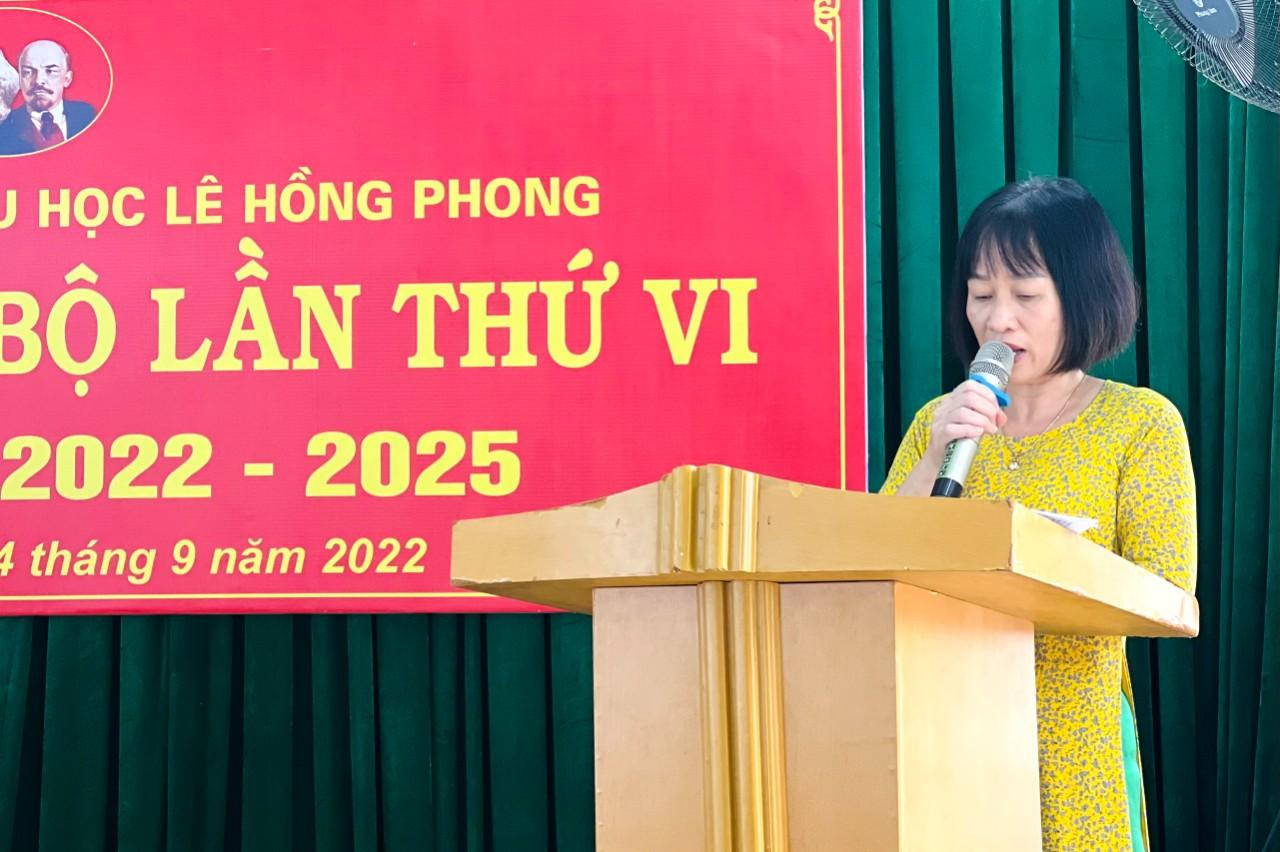 U HỌC LÊ HỒNG PHONG
BỘ LẦN THỨ VI
2022 - 2025
4 tháng 9 năm 2022